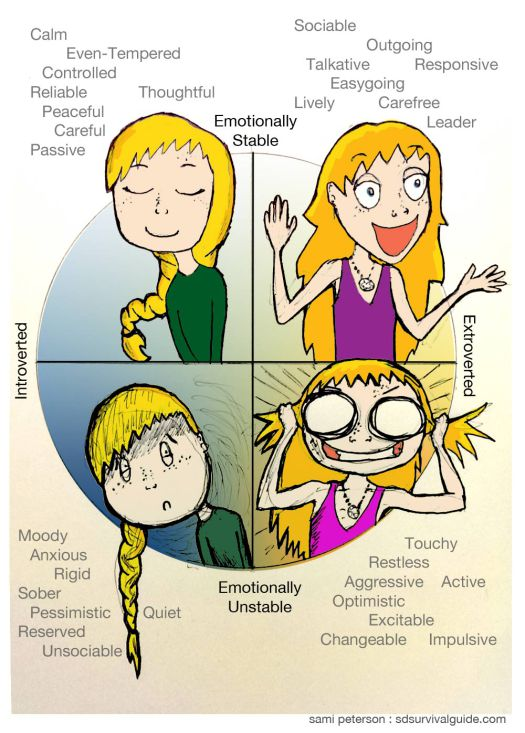 Calm
Even-Tempered
Controlled
Reliable Thoughtful
Peaceful
Careful
Passive
Sociable
Outgoing
Talkative Responsive
Easygoing
Lively Carefree
Leader
Emotionally
Stable
Introverted
Extroverted
Moody
Anxious
Rigid
Sober
Pessimistic Quiet
Reserved
Unsociable
Emotionally
Unstable
Touchy
Restless
Aggressive Active
Optimistic
Excitable
Changeable Impulsive
sami peterson : sdsurvivalguide.com